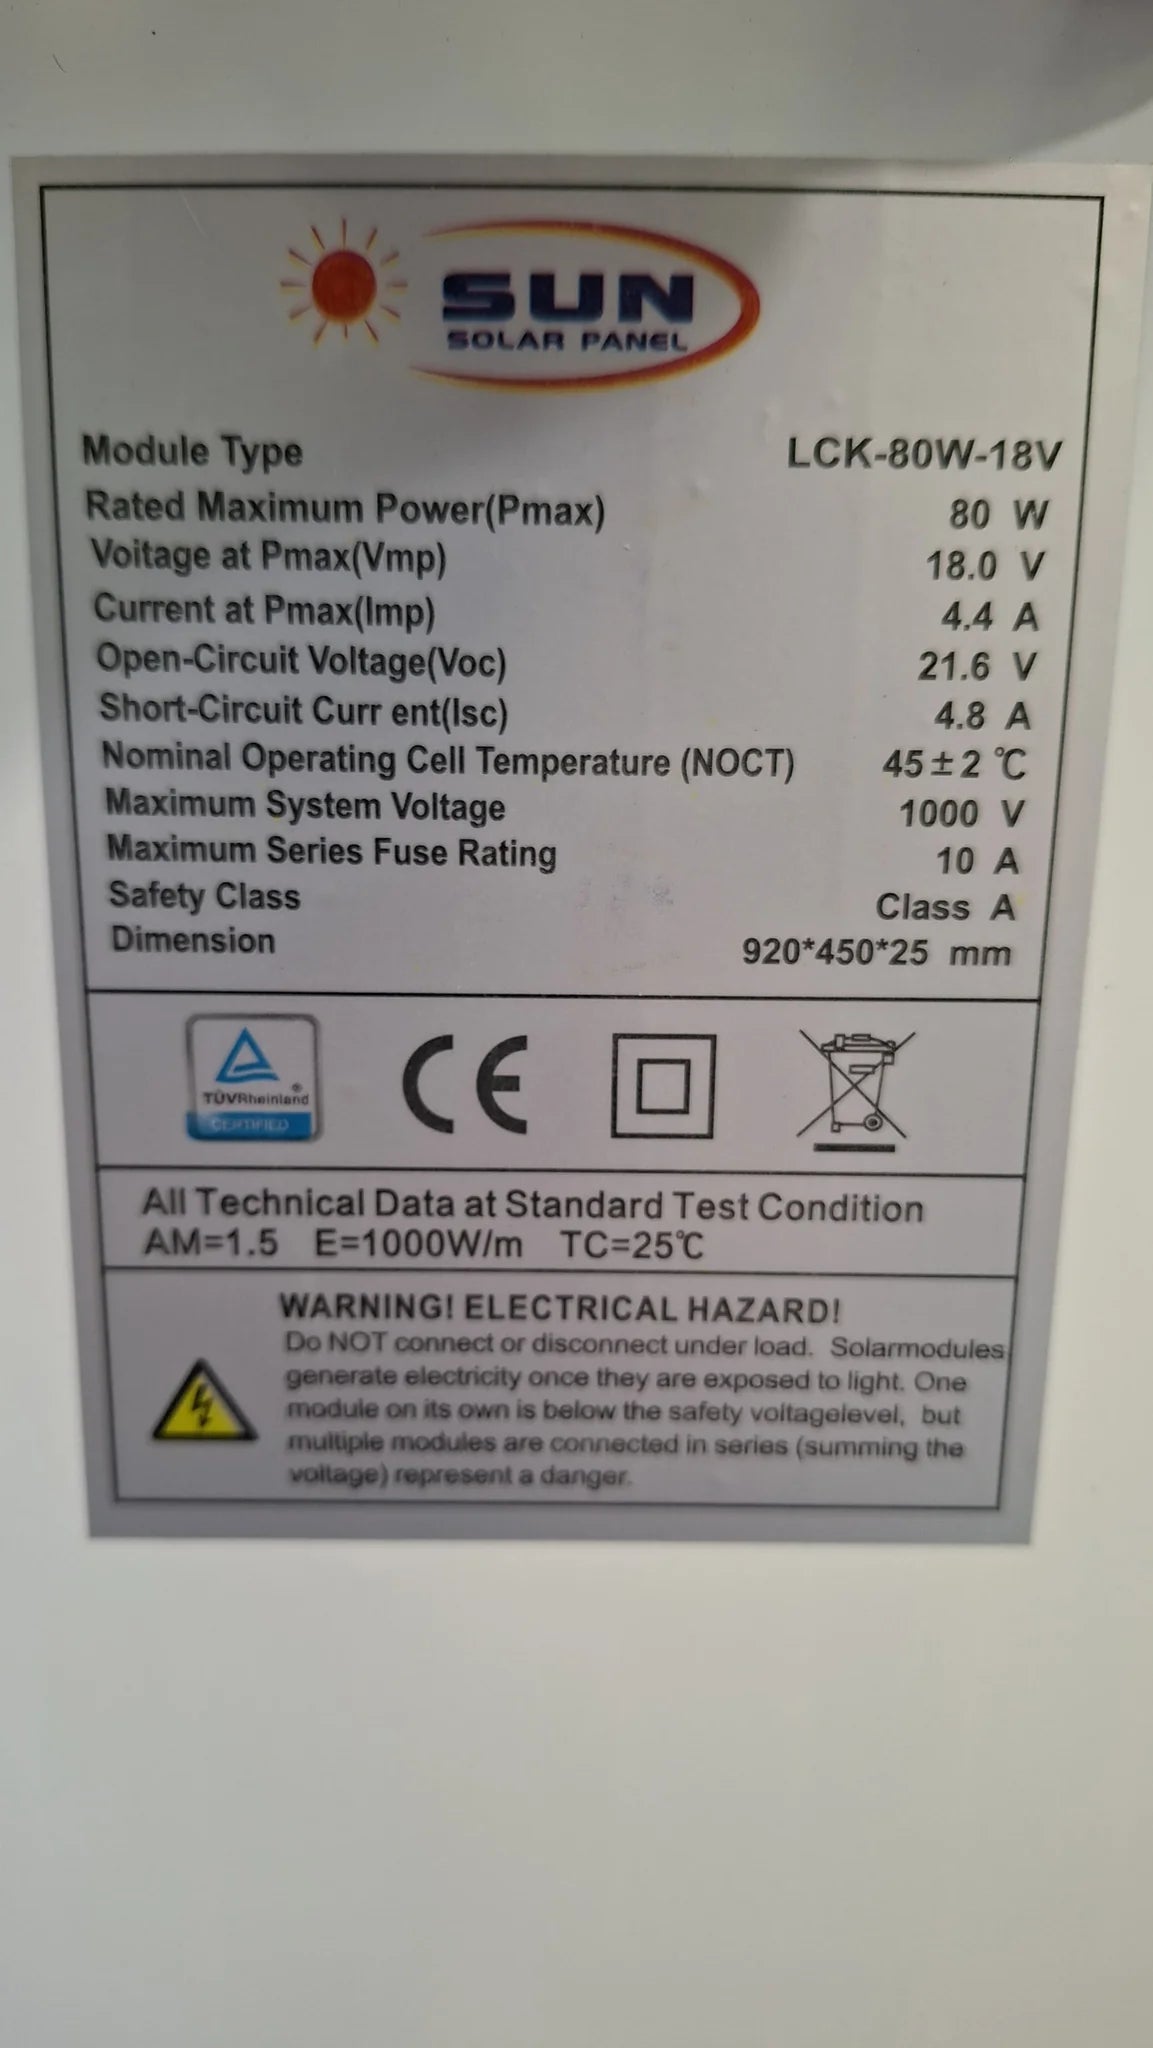 SUN
SOLAR PANEL
Module Type LCK-80W-18V
Rated Maximum Power(Pmax) 80 W
Voitage at Pmax(Vmp) 18.0 V
Current at Pmax(Imp) 4.4 A
Open-Circuit Voltage(Voc) 21.6 V
Short-Circuit Curr ent(Isc) 4.8 A
Nominal Operating Cell Temperature (NOCT) 45±2 ℃
Maximum System Voltage 1000 V
Maximum Series Fuse Rating 10 A
Safety Class Class A
Dimension 920*450*25 mm
TÜVRheinland®
CERTIFIED
CE
All Technical Data at Standard Test Condition
AM=1.5 E=1000W/m TC=25℃
WARNING! ELECTRICAL HAZARD!
Do NOT connect or disconnect under load. Solarmodules
generate electricity once they are exposed to light. One
module on its own is below the safety voltagelevel, but
multiple modules are connected in series (summing the
voltage) represent a danger.